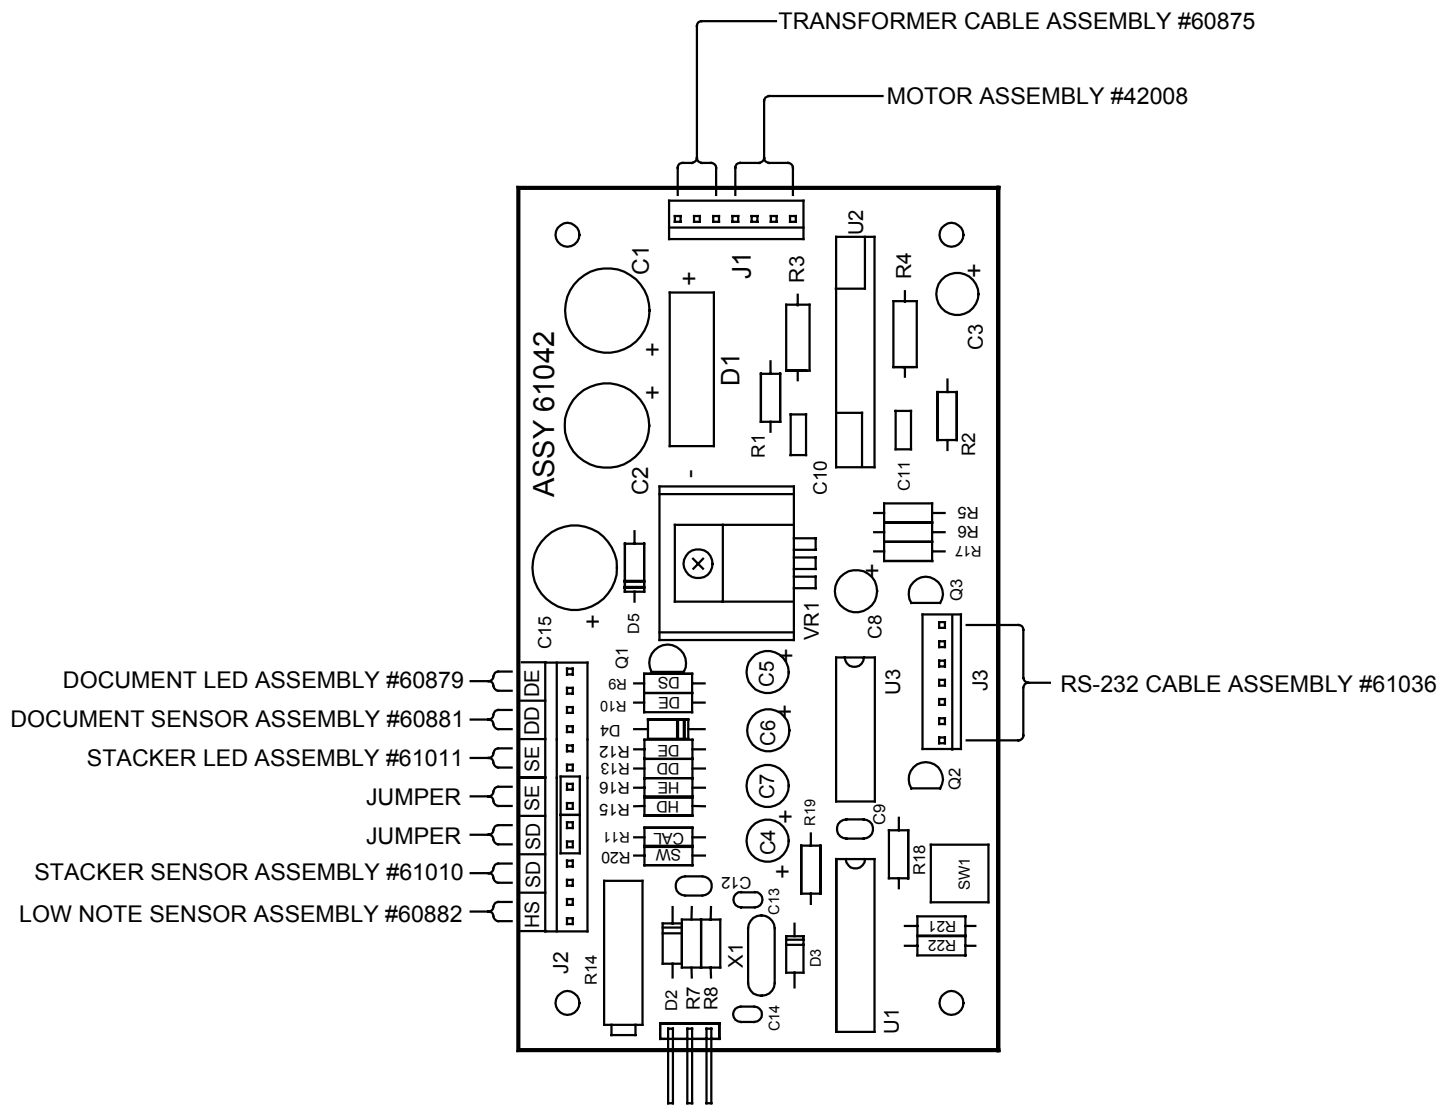 TRANSFORMER CABLE ASSEMBLY #60875
MOTOR ASSEMBLY #42008
J1
U2
C1
+
R3
R4
+
C3
ASSY 61042
+
+
D1
R1
C2
-
C10
C11
R2
R5
R6
R17
C15
+
D5
VR1
+
C8
Q3
DOCUMENT LED ASSEMBLY #60879
DE
DOCUMENT SENSOR ASSEMBLY #60881
DD
STACKER LED ASSEMBLY #61011
SE
JUMPER
SE
JUMPER
SD
STACKER SENSOR ASSEMBLY #61010
SD
LOW NOTE SENSOR ASSEMBLY #60882
HS
J2
Q1
R9 DS
R10 DE
D4
R12 DE
R13 DD
R16 HE
R15 HD
R11 CAL
R20 SW
C5
+
C6
+
C7
C4
+
+
U3
J3
RS-232 CABLE ASSEMBLY #61036
Q2
R19
C9
R18
SW1
C12
C13
R21
R22
R14
D2
R7
R8
X1
D3
C14
U1